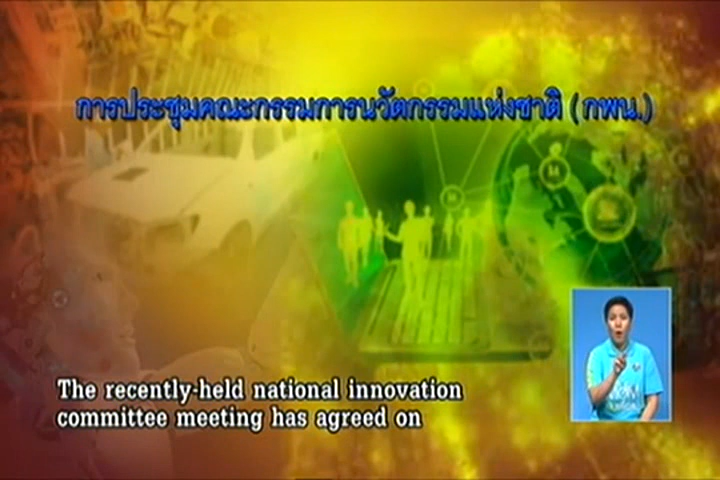 การประชุมคณะกรรมการนวัตกรรมแห่งชาติ (กพน.)
The recently-held national innovation
committee meeting has agreed on